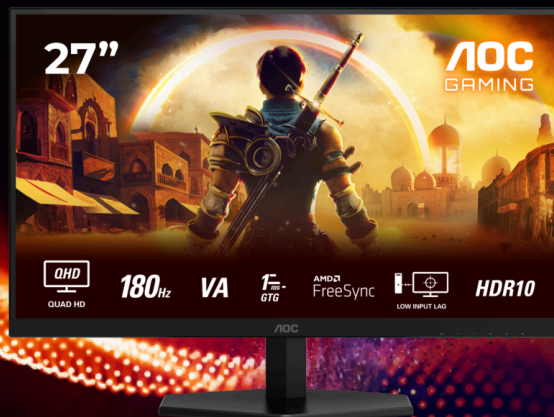 27”
AOC
GAMING
QHD
QUAD HD
180Hz
VA
1ms
GTG
AMD
FreeSync
LOW INPUT LAG
HDR10
AOC